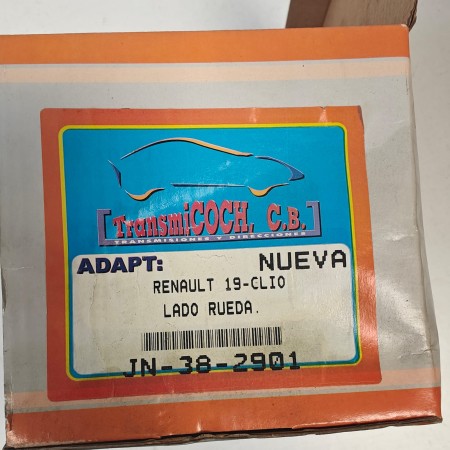 TransmiCOCH, C.B.
TRANSMISIONES Y DIRECCIONES
ADAPT: NUEVA
RENAULT 19-CLIO
LADO RUEDA.
JN-38-2901